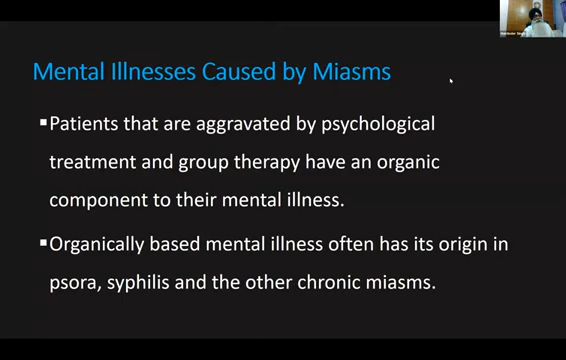 Mental Illnesses Caused by Miasms
▪Patients that are aggravated by psychological
treatment and group therapy have an organic
component to their mental illness.
▪Organically based mental illness often has its origin in
psora, syphilis and the other chronic miasms.